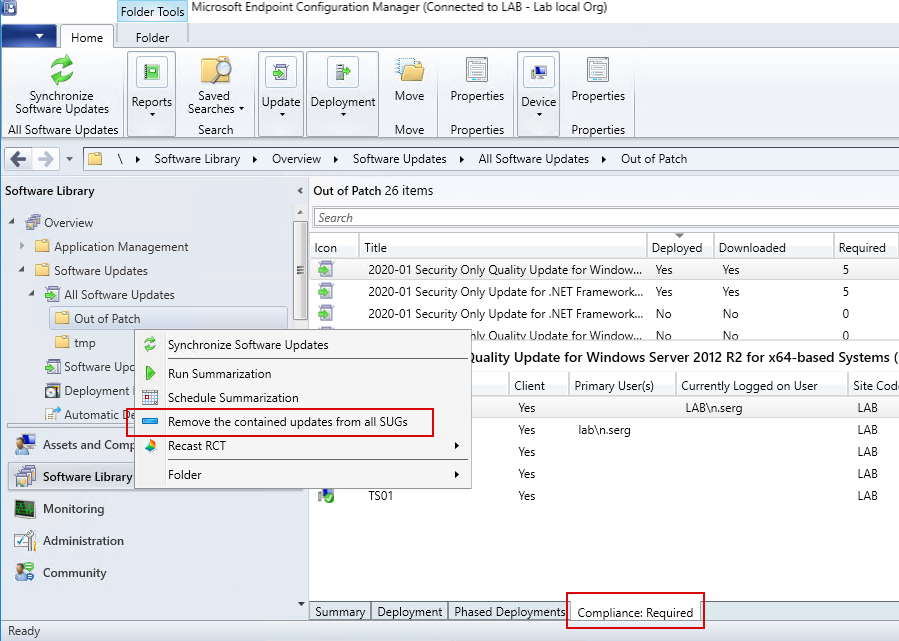 Folder Tools
Microsoft Endpoint Configuration Manager (Connected to LAB - Lab local Org)
Home
Folder
Synchronize
Software Updates
All Software Updates
Reports
Saved
Searches
Search
Update
Deployment
Move
Move
Properties
Properties
Device
Properties
Properties
\ Software Library Overview Software Updates All Software Updates Out of Patch
Software Library
Overview
Application Management
Software Updates
All Software Updates
Out of Patch
tmp
Software Upd
Deployment
Automatic De
Assets and Comp
Software Library
Monitoring
Administration
Community
Out of Patch 26 items
Search
Icon Title Deployed Downloaded Required
2020-01 Security Only Quality Update for Window... Yes Yes 5
2020-01 Security Only Update for .NET Framework... Yes Yes 5
2020-01 Security Only Update for .NET Framework... No No 0
ity Only Quality Update for Window... No No 0
Quality Update for Windows Server 2012 R2 for x64-based Systems (
Client Primary User(s) Currently Logged on User Site Cod
Yes LAB\n.serg LAB
Yes lab\n.serg LAB
Yes LAB
Yes LAB
TS01 Yes LAB
Synchronize Software Updates
Run Summarization
Schedule Summarization
Remove the contained updates from all SUGs
Recast RCT
Folder
Summary Deployment Phased Deployments Compliance: Required
Ready